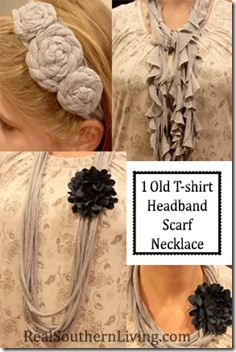 1 Old T-shirt
Headband
Scarf
Necklace
RealSouthernLiving.com